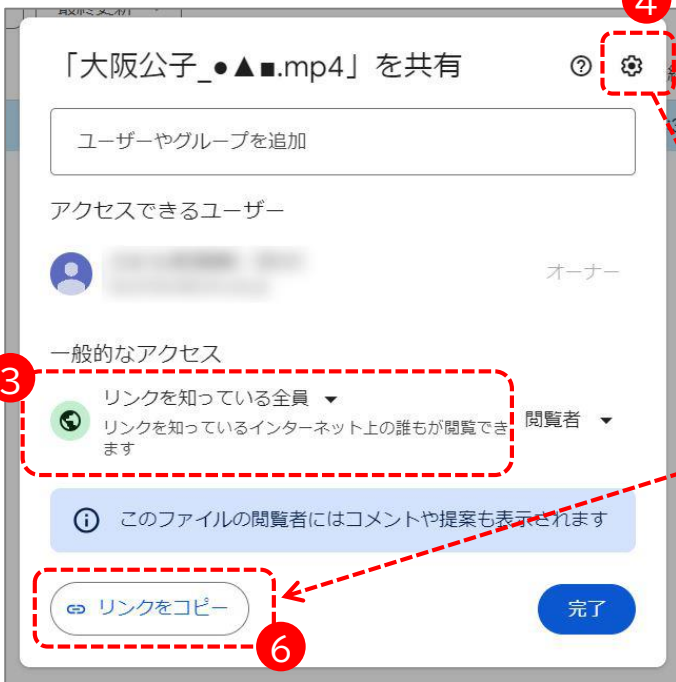 4
「大阪公子_●▲■.mp4」を共有
ユーザーやグループを追加
アクセスできるユーザー
オーナー
一般的なアクセス
3
リンクを知っている全員
リンクを知っているインターネット上の誰もが閲覧でき
ます
閲覧者
このファイルの閲覧者にはコメントや提案も表示されます
リンクをコピー
完了
6